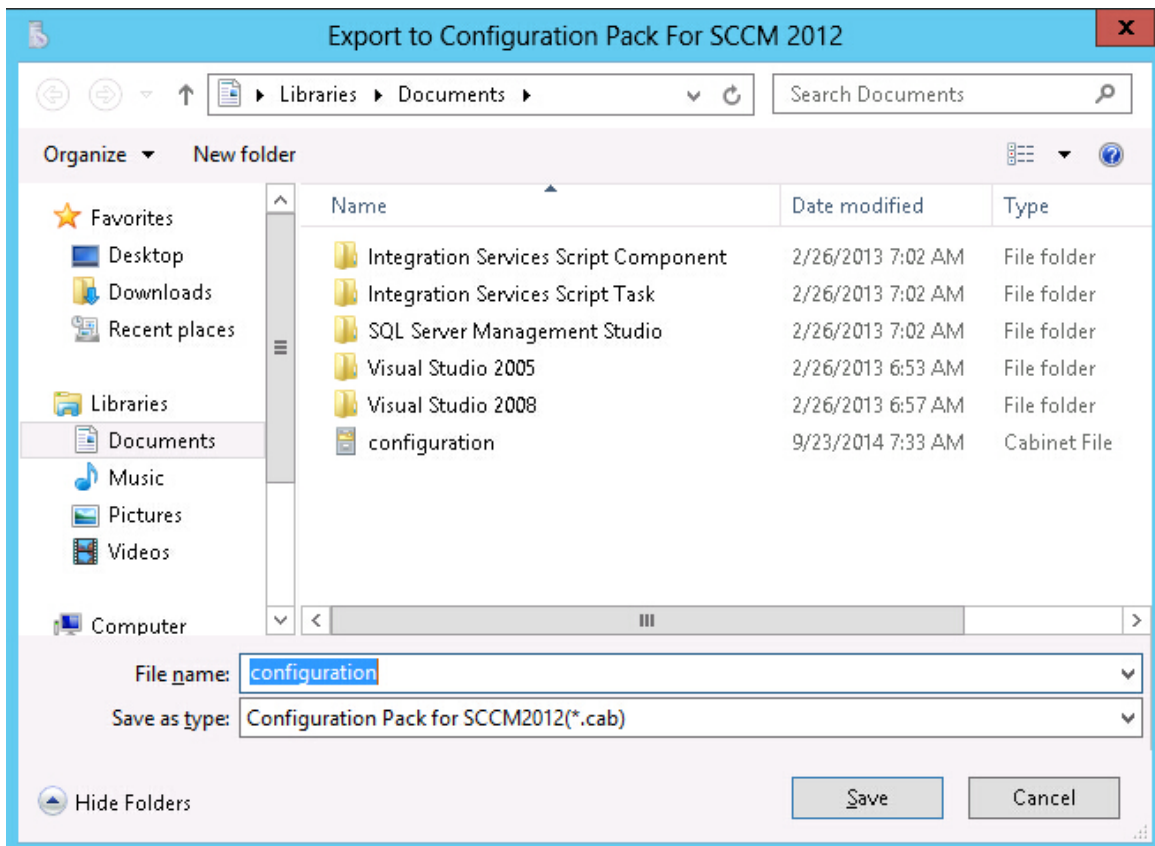 Export to Configuration Pack For SCCM 2012
x
Libraries Documents
Search Documents
Organize New folder
Name Date modified Type
Favorites
Desktop
Downloads
Recent places
Libraries
Documents
Music
Pictures
Videos
Computer
Integration Services Script Component 2/26/2013 7:02 AM File folder
Integration Services Script Task 2/26/2013 7:02 AM File folder
SQL Server Management Studio 2/26/2013 7:02 AM File folder
Visual Studio 2005 2/26/2013 6:53 AM File folder
Visual Studio 2008 2/26/2013 6:57 AM File folder
configuration 9/23/2014 7:33 AM Cabinet File
File name: configuration
Save as type: Configuration Pack for SCCM2012(*.cab)
Hide Folders Save Cancel